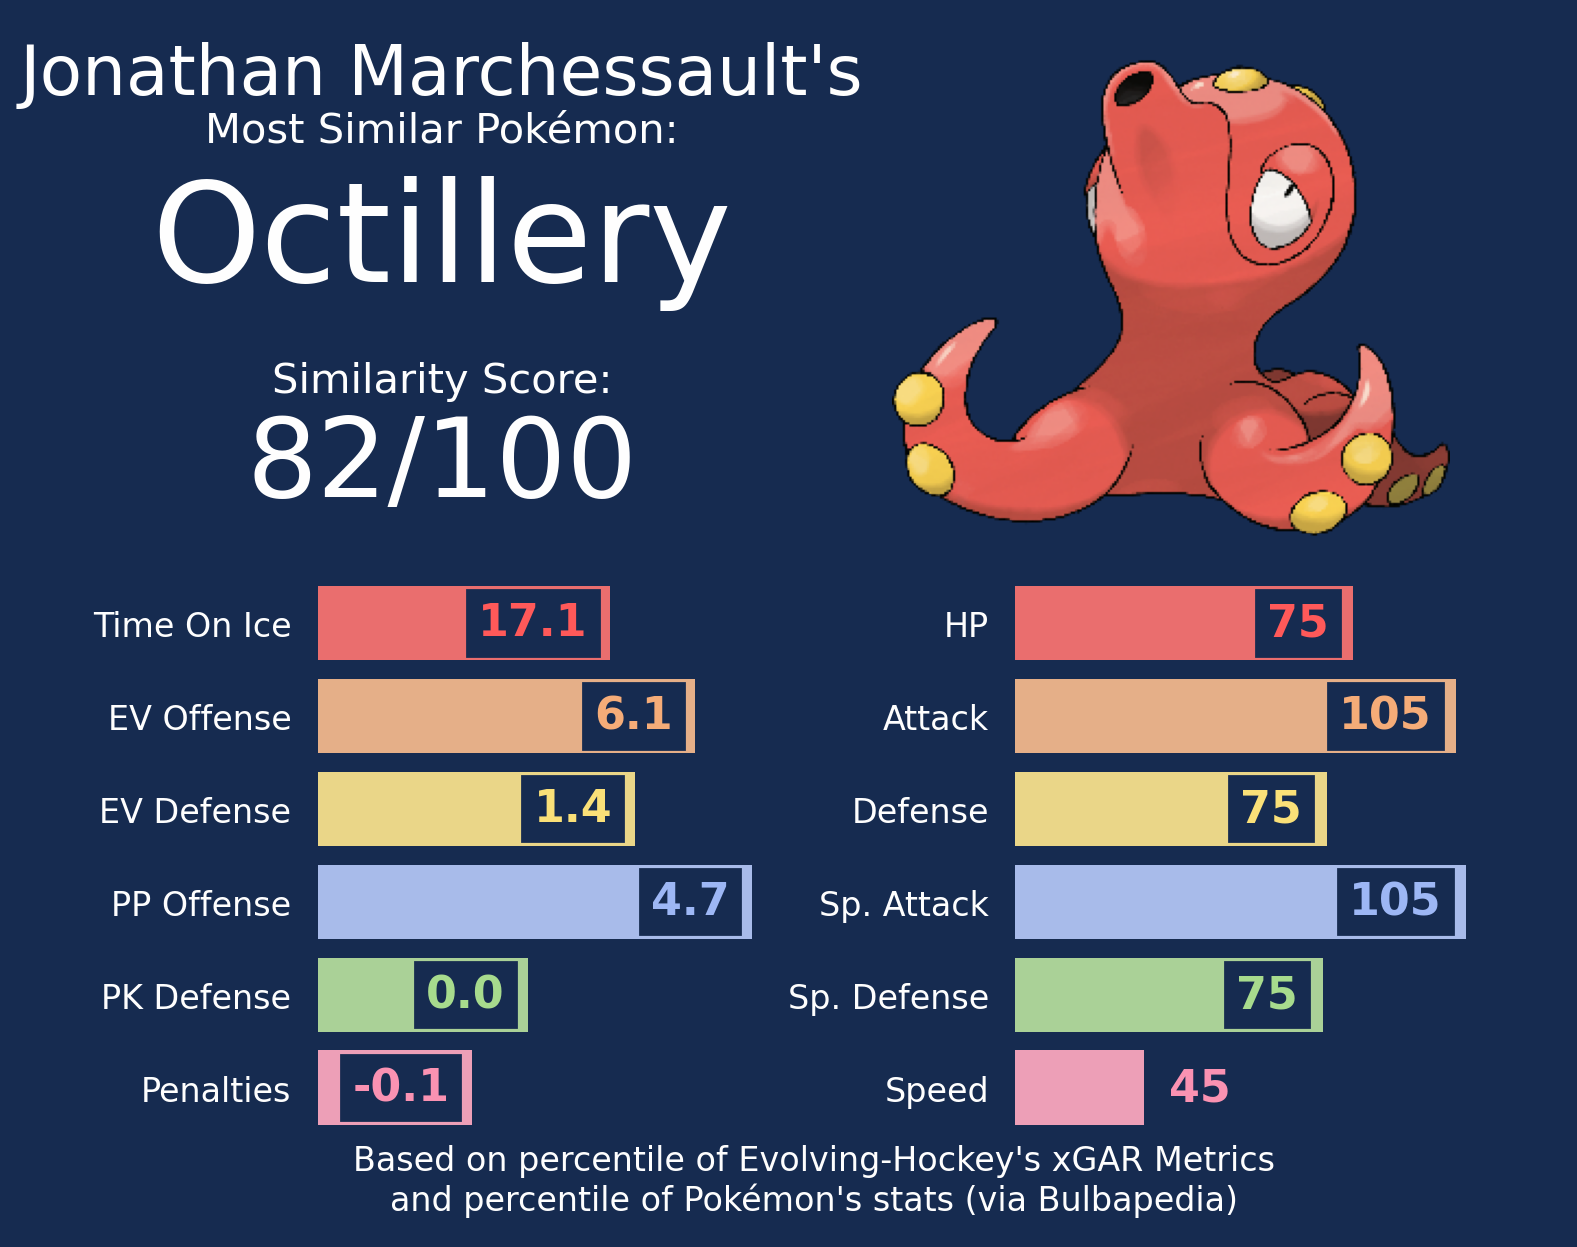 Jonathan Marchessault's
Most Similar Pokémon:
Octillery
Similarity Score:
82/100
Time On Ice 17.1
EV Offense 6.1
EV Defense 1.4
PP Offense 4.7
PK Defense 0.0
Penalties -0.1
HP 75
Attack 105
Defense 75
Sp. Attack 105
Sp. Defense 75
Speed 45
Based on percentile of Evolving-Hockey's xGAR Metrics
and percentile of Pokémon's stats (via Bulbapedia)